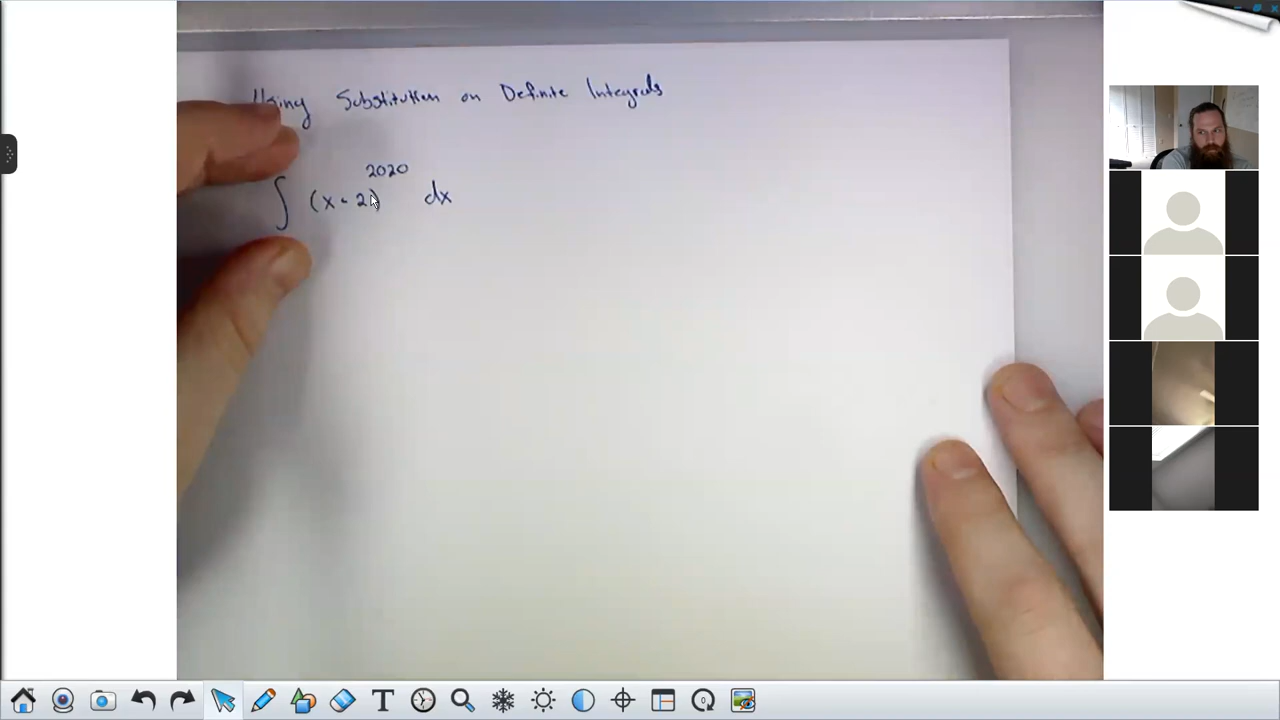 Using Substitution on Definite Integrals
∫ (x - 2)^2020 dx